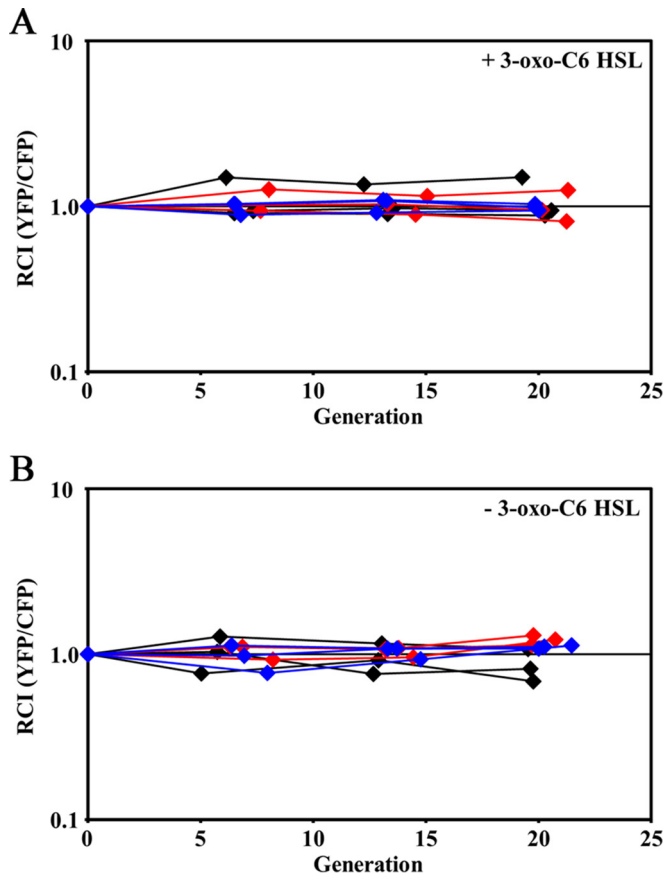 A
10
+ 3-oxo-C6 HSL
RCI (YFP/CFP)
1.0
0.1
0 5 10 15 20 25
Generation
B
10
- 3-oxo-C6 HSL
RCI (YFP/CFP)
1.0
0.1
0 5 10 15 20 25
Generation